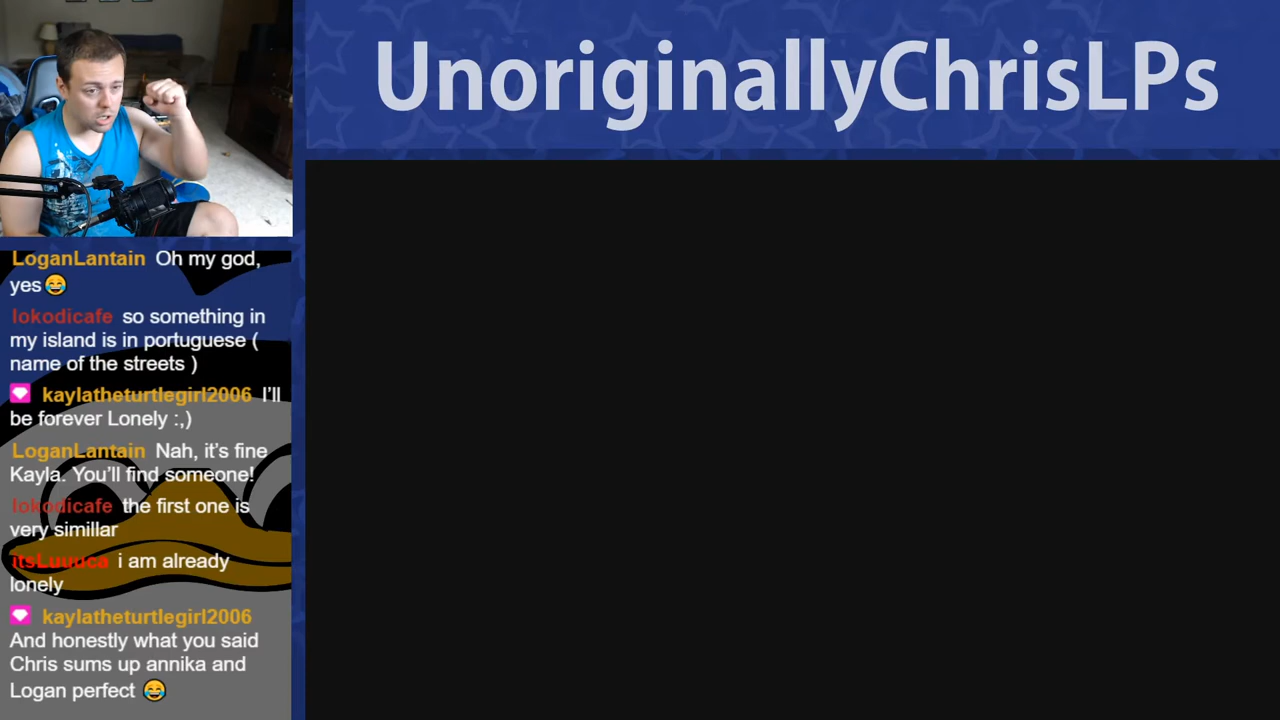 UnoriginallyChrisLPs
LoganLantain Oh my god,
yes😂
lokodicafe so something in
my island is in portuguese (
name of the streets )
kaylatheturtlegirl2006 I'll
be forever Lonely :,)
LoganLantain Nah, it's fine
Kayla. You'll find someone!
lokodicafe the first one is
very simillar
itsLuuuca i am already
lonely
kaylatheturtlegirl2006
And honestly what you said
Chris sums up annika and
Logan perfect 😂